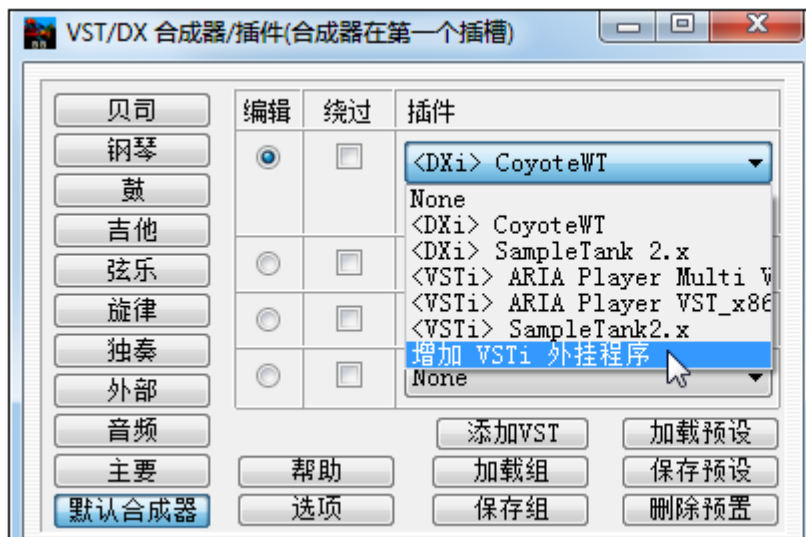 VST/DX 合成器/插件(合成器在第一个插槽)
贝司
编辑
绕过
插件
钢琴
<DXi> CoyoteWT
鼓
None
吉他
<DXi> CoyoteWT
<DXi> SampleTank 2.x
弦乐
<VSTi> ARIA Player Multi V
旋律
<VSTi> ARIA Player VST_x86
<VSTi> SampleTank2.x
独奏
增加 VSTi 外挂程序
外部
None
音频
添加VST
加载预设
主要
帮助
加载组
保存预设
默认合成器
选项
保存组
删除预置